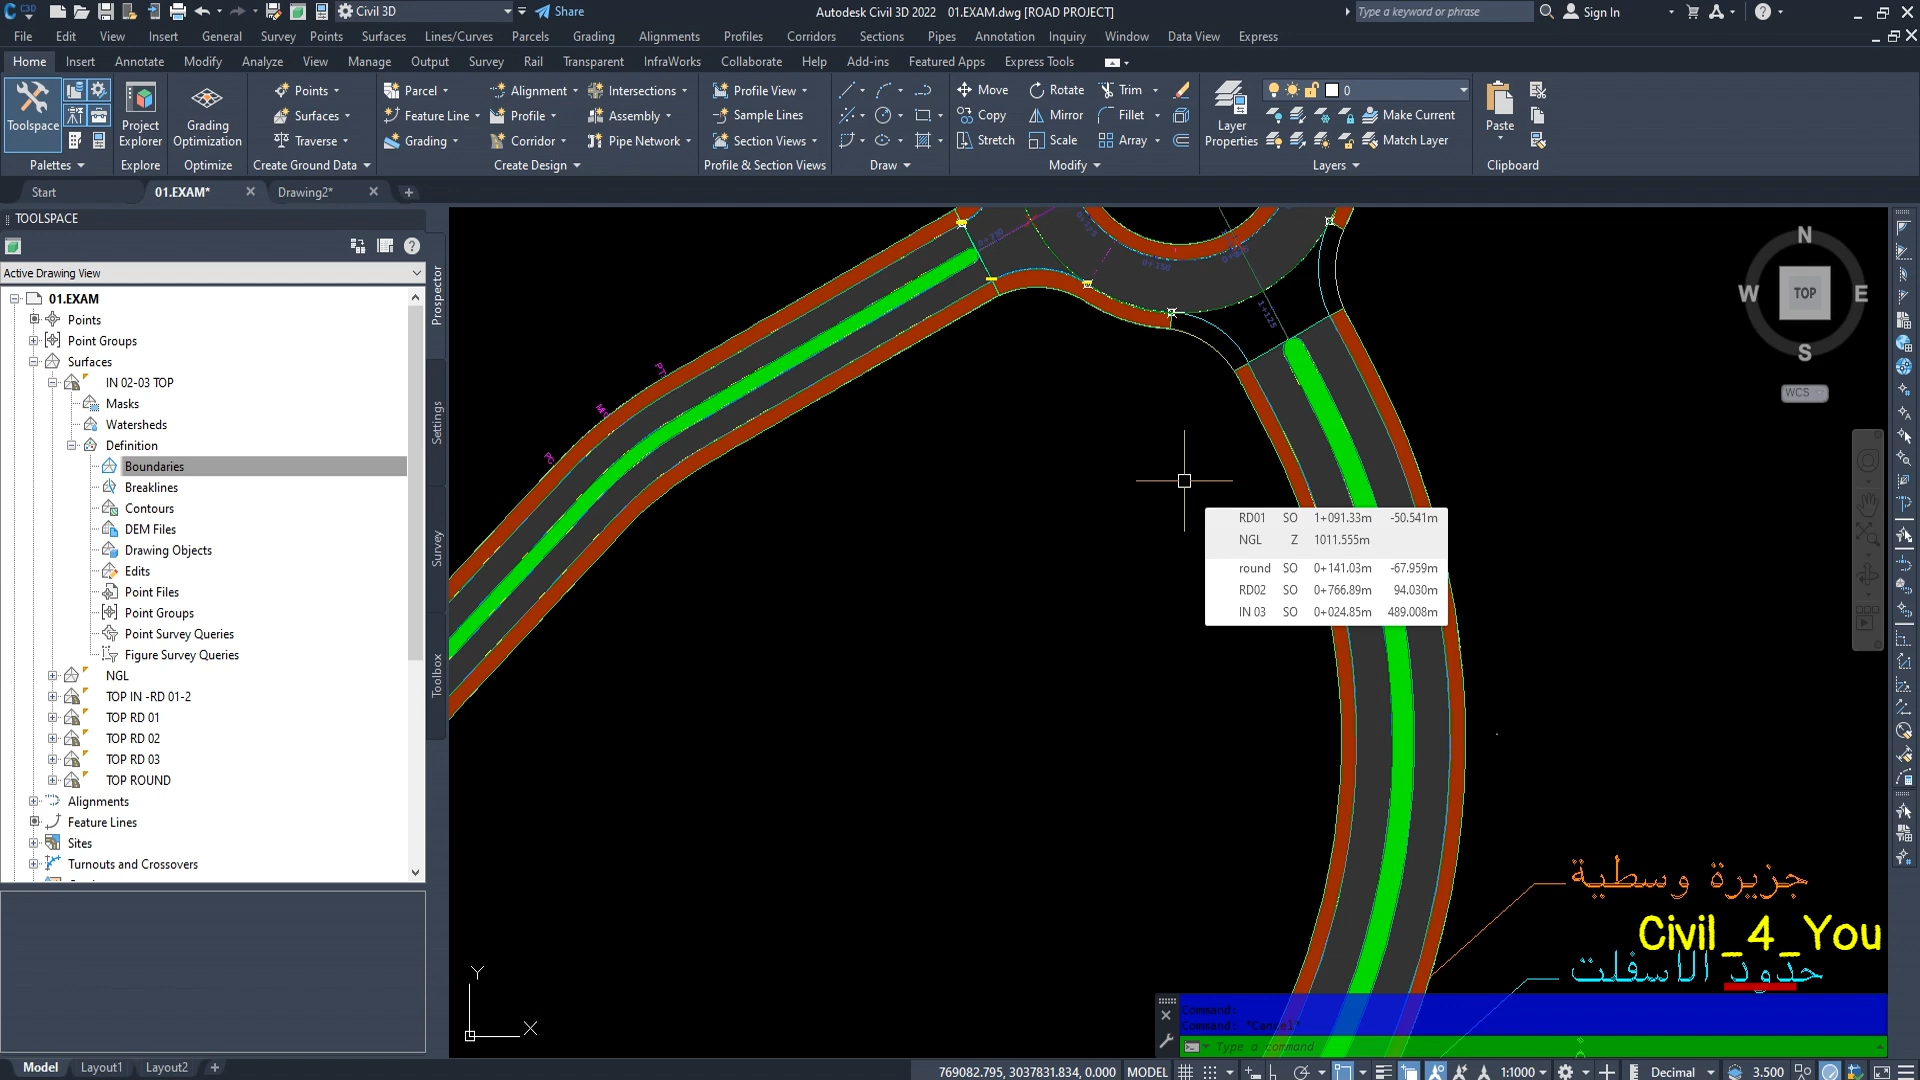 Civil 3D
Share
Autodesk Civil 3D 2022 01.EXAM.dwg [ROAD PROJECT]
Type a keyword or phrase
Sign In
File Edit View Insert General Survey Points Surfaces Lines/Curves Parcels Grading Alignments Profiles Corridors Sections Pipes Annotation Inquiry Window Data View Express
Home Insert Annotate Modify Analyze View Manage Output Survey Rail Transparent InfraWorks Collaborate Help Add-ins Featured Apps Express Tools
Points Parcel Alignment Intersections Profile View Move Rotate Trim 0
Toolspace Project Explorer Grading Optimization Surfaces Feature Line Profile Assembly Sample Lines Copy Mirror Fillet Layer Properties Make Current Paste
Traverse Grading Corridor Pipe Network Section Views Stretch Scale Array Match Layer
Palettes Explore Optimize Create Ground Data Create Design Profile & Section Views Draw Modify Layers Clipboard
Start 01.EXAM* Drawing2*
TOOLSPACE
Active Drawing View
01.EXAM
Points
Point Groups
Surfaces
IN 02-03 TOP
Masks
Watersheds
Definition
Boundaries
Breaklines
Contours
DEM Files
Drawing Objects
Edits
Point Files
Point Groups
Point Survey Queries
Figure Survey Queries
NGL
TOP IN -RD 01-2
TOP RD 01
TOP RD 02
TOP RD 03
TOP ROUND
Alignments
Feature Lines
Sites
Turnouts and Crossovers
Prospector
Settings
Survey
Toolbox
PT
PC
1+125
N
W TOP E
S
WCS
RD01 SO 1+091.33m -50.541m
NGL Z 1011.555m
round SO 0+141.03m -67.959m
RD02 SO 0+766.89m 94.030m
IN 03 SO 0+024.85m 489.008m
جزيرة وسطية
Civil_4_You
حدود الاسفلت
Y
X
Command:
Command: *Cancel*
Type a command
Model Layout1 Layout2 +
769082.795, 3037831.834, 0.000 MODEL 1:1000 Decimal 3.500